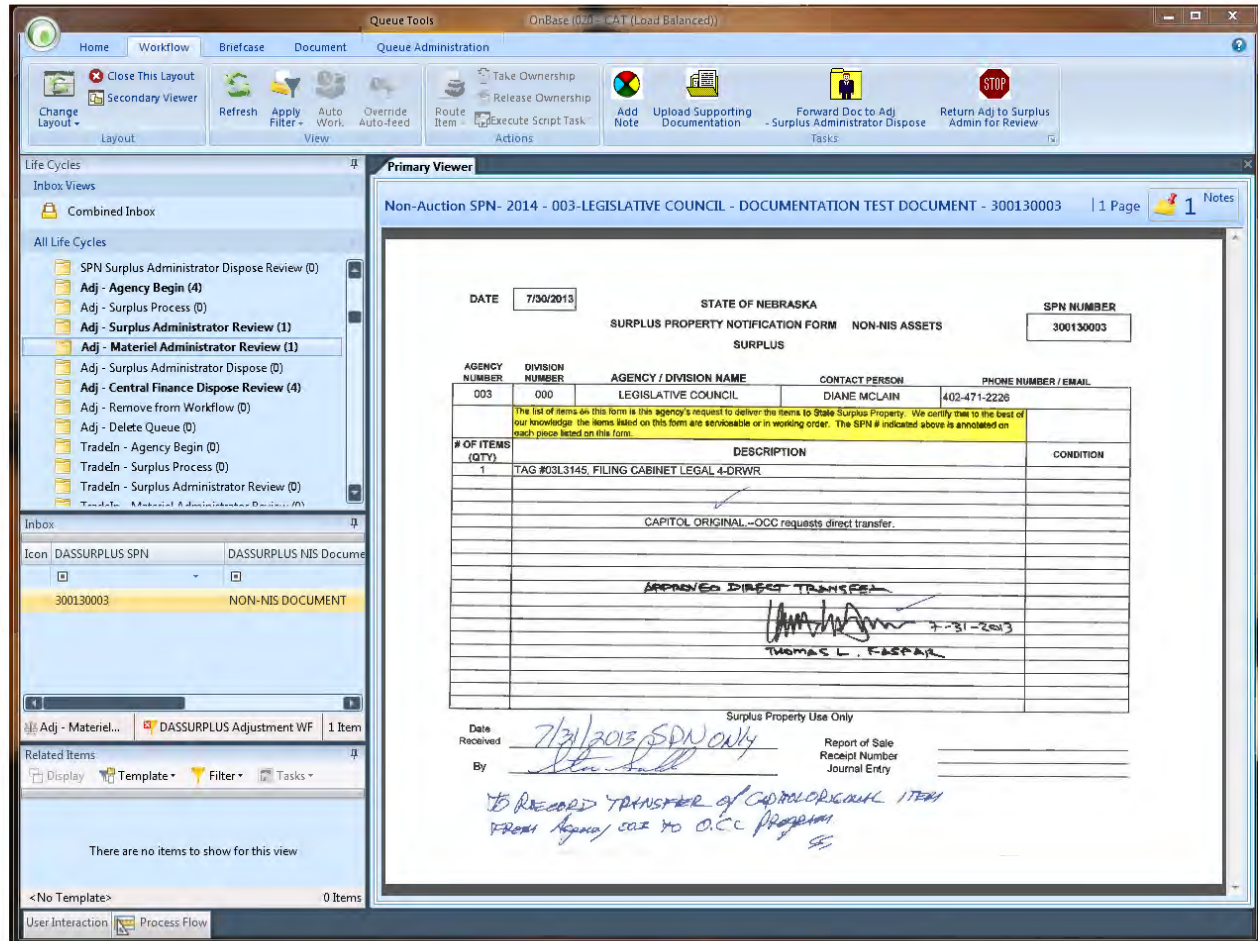 Queue Tools
OnBase (020 - CAT (Load Balanced))
Home Workflow Briefcase Document Queue Administration
Change Layout
Close This Layout
Secondary Viewer
Layout
Refresh
Apply Filter
Auto Work
Override Auto-feed
View
Route Item
Take Ownership
Release Ownership
Execute Script Task
Actions
Add Note
Upload Supporting Documentation
Forward Doc to Adj - Surplus Administrator Dispose
STOP
Return Adj to Surplus Admin for Review
Tasks
Life Cycles
Inbox Views
Combined Inbox
All Life Cycles
SPN Surplus Administrator Dispose Review (0)
Adj - Agency Begin (4)
Adj - Surplus Process (0)
Adj - Surplus Administrator Review (1)
Adj - Materiel Administrator Review (1)
Adj - Surplus Administrator Dispose (0)
Adj - Central Finance Dispose Review (4)
Adj - Remove from Workflow (0)
Adj - Delete Queue (0)
TradeIn - Agency Begin (0)
TradeIn - Surplus Process (0)
TradeIn - Surplus Administrator Review (0)
TradeIn - Materiel Administrator Review (0)
Inbox
Icon DASSURPLUS SPN DASSURPLUS NIS Docume
300130003 NON-NIS DOCUMENT
Adj - Materiel... DASSURPLUS Adjustment WF 1 Item
Related Items
Display Template Filter Tasks
There are no items to show for this view
<No Template> 0 Items
User Interaction Process Flow
Primary Viewer
Non-Auction SPN- 2014 - 003-LEGISLATIVE COUNCIL - DOCUMENTATION TEST DOCUMENT - 300130003 | 1 Page 1 Notes
DATE 7/30/2013
STATE OF NEBRASKA
SPN NUMBER
SURPLUS PROPERTY NOTIFICATION FORM NON-NIS ASSETS
300130003
SURPLUS
AGENCY NUMBER DIVISION NUMBER AGENCY / DIVISION NAME CONTACT PERSON PHONE NUMBER / EMAIL
003 000 LEGISLATIVE COUNCIL DIANE MCLAIN 402-471-2226
The list of items on this form is this agency's request to deliver the items to State Surplus Property. We certify that to the best of
our knowledge the items listed on this form are serviceable or in working order. The SPN # indicated above is annotated on
each piece listed on this form.
# OF ITEMS (QTY) DESCRIPTION CONDITION
1 TAG #03L3145, FILING CABINET LEGAL 4-DRWR
CAPITOL ORIGINAL.--OCC requests direct transfer.
APPROVED DIRECT TRANSFER
7-31-2013
THOMAS L. KASPAR
Surplus Property Use Only
Date Received 7/31/2013 SPN ONLY
By
Report of Sale
Receipt Number
Journal Entry
TO RECORD TRANSFER of CAPITOL ORIGINAL ITEM
FROM Agency TO O.C.C PROGRAM